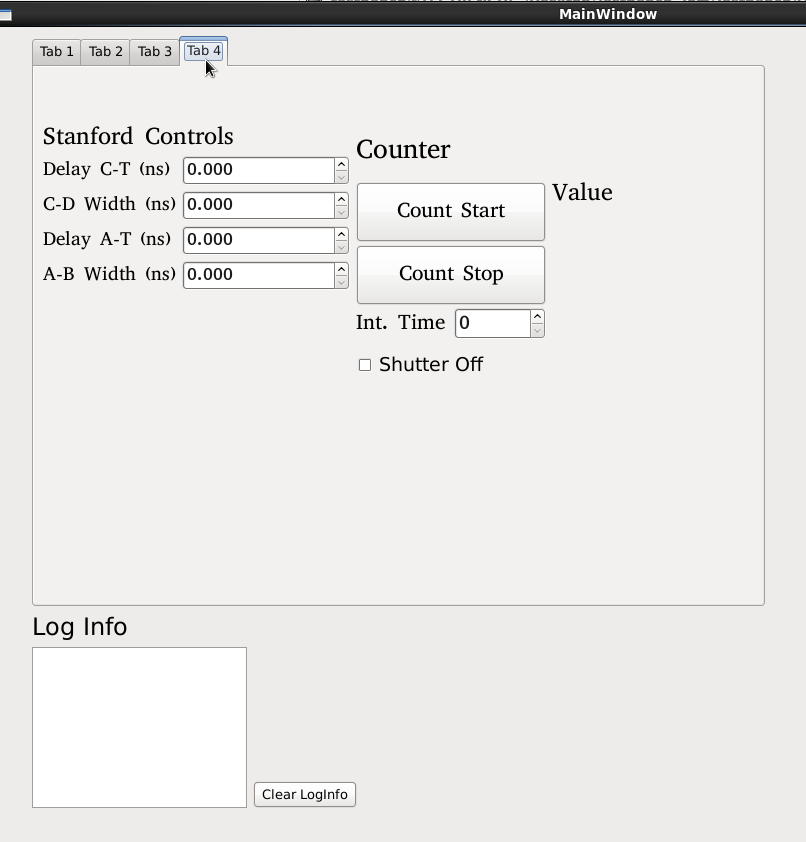 MainWindow
Tab 1 Tab 2 Tab 3 Tab 4
Stanford Controls
Delay C-T (ns) 0.000
C-D Width (ns) 0.000
Delay A-T (ns) 0.000
A-B Width (ns) 0.000
Counter
Count Start
Value
Count Stop
Int. Time 0
Shutter Off
Log Info
Clear LogInfo